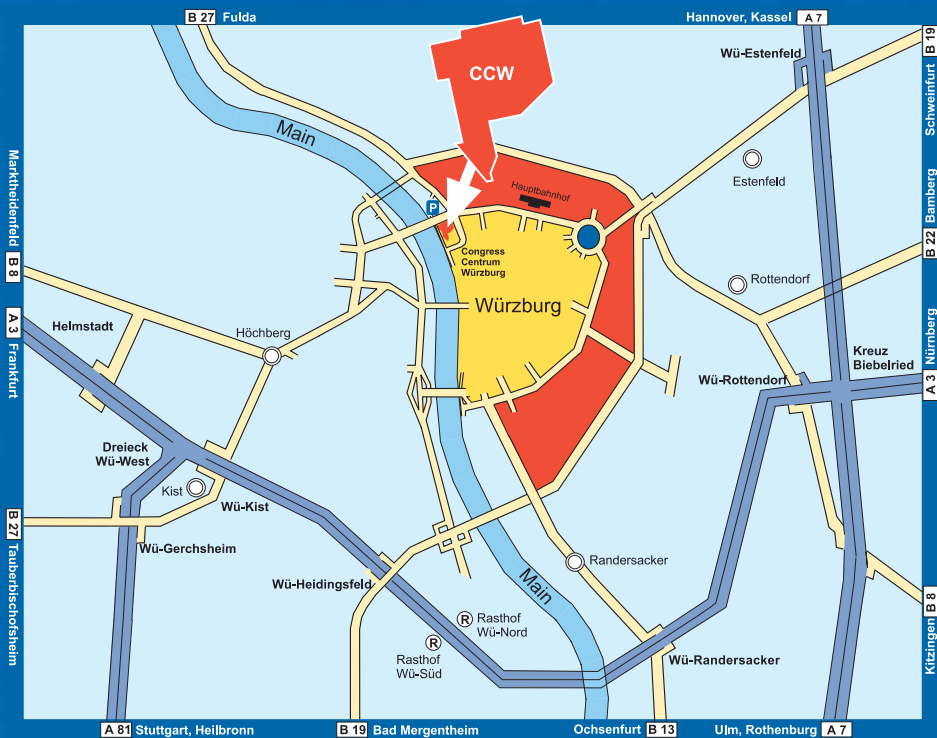 B 27 Fulda
Hannover, Kassel A 7
B 19
Schweinfurt
Wü-Estenfeld
CCW
Main
Estenfeld
Hauptbahnhof
Marktheidenfeld
B 8
Bamberg
B 22
P
Congress
Centrum
Würzburg
Rottendorf
Würzburg
A 3
Frankfurt
Helmstadt
Höchberg
Nürnberg
A 3
Kreuz
Biebelried
Wü-Rottendorf
Dreieck
Wü-West
Kist
Wü-Kist
B 27
Tauberbischofsheim
Wü-Gerchsheim
Wü-Heidingsfeld
Randersacker
Main
B 8
Kitzingen
R
Rasthof
Wü-Nord
R
Rasthof
Wü-Süd
Wü-Randersacker
A 81 Stuttgart, Heilbronn
B 19 Bad Mergentheim
Ochsenfurt B 13
Ulm, Rothenburg A 7